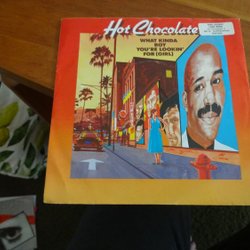 Hot Chocolate
WHAT KINDA
BOY
YOU'RE LOOKIN'
FOR (GIRL)